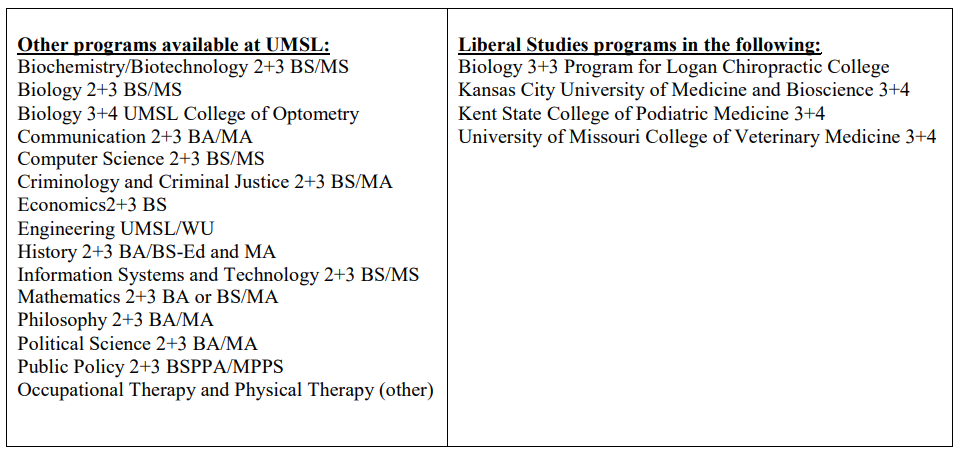 Other programs available at UMSL:
Biochemistry/Biotechnology 2+3 BS/MS
Biology 2+3 BS/MS
Biology 3+4 UMSL College of Optometry
Communication 2+3 BA/MA
Computer Science 2+3 BS/MS
Criminology and Criminal Justice 2+3 BS/MA
Economics2+3 BS
Engineering UMSL/WU
History 2+3 BA/BS-Ed and MA
Information Systems and Technology 2+3 BS/MS
Mathematics 2+3 BA or BS/MA
Philosophy 2+3 BA/MA
Political Science 2+3 BA/MA
Public Policy 2+3 BSPPA/MPPS
Occupational Therapy and Physical Therapy (other)
Liberal Studies programs in the following:
Biology 3+3 Program for Logan Chiropractic College
Kansas City University of Medicine and Bioscience 3+4
Kent State College of Podiatric Medicine 3+4
University of Missouri College of Veterinary Medicine 3+4